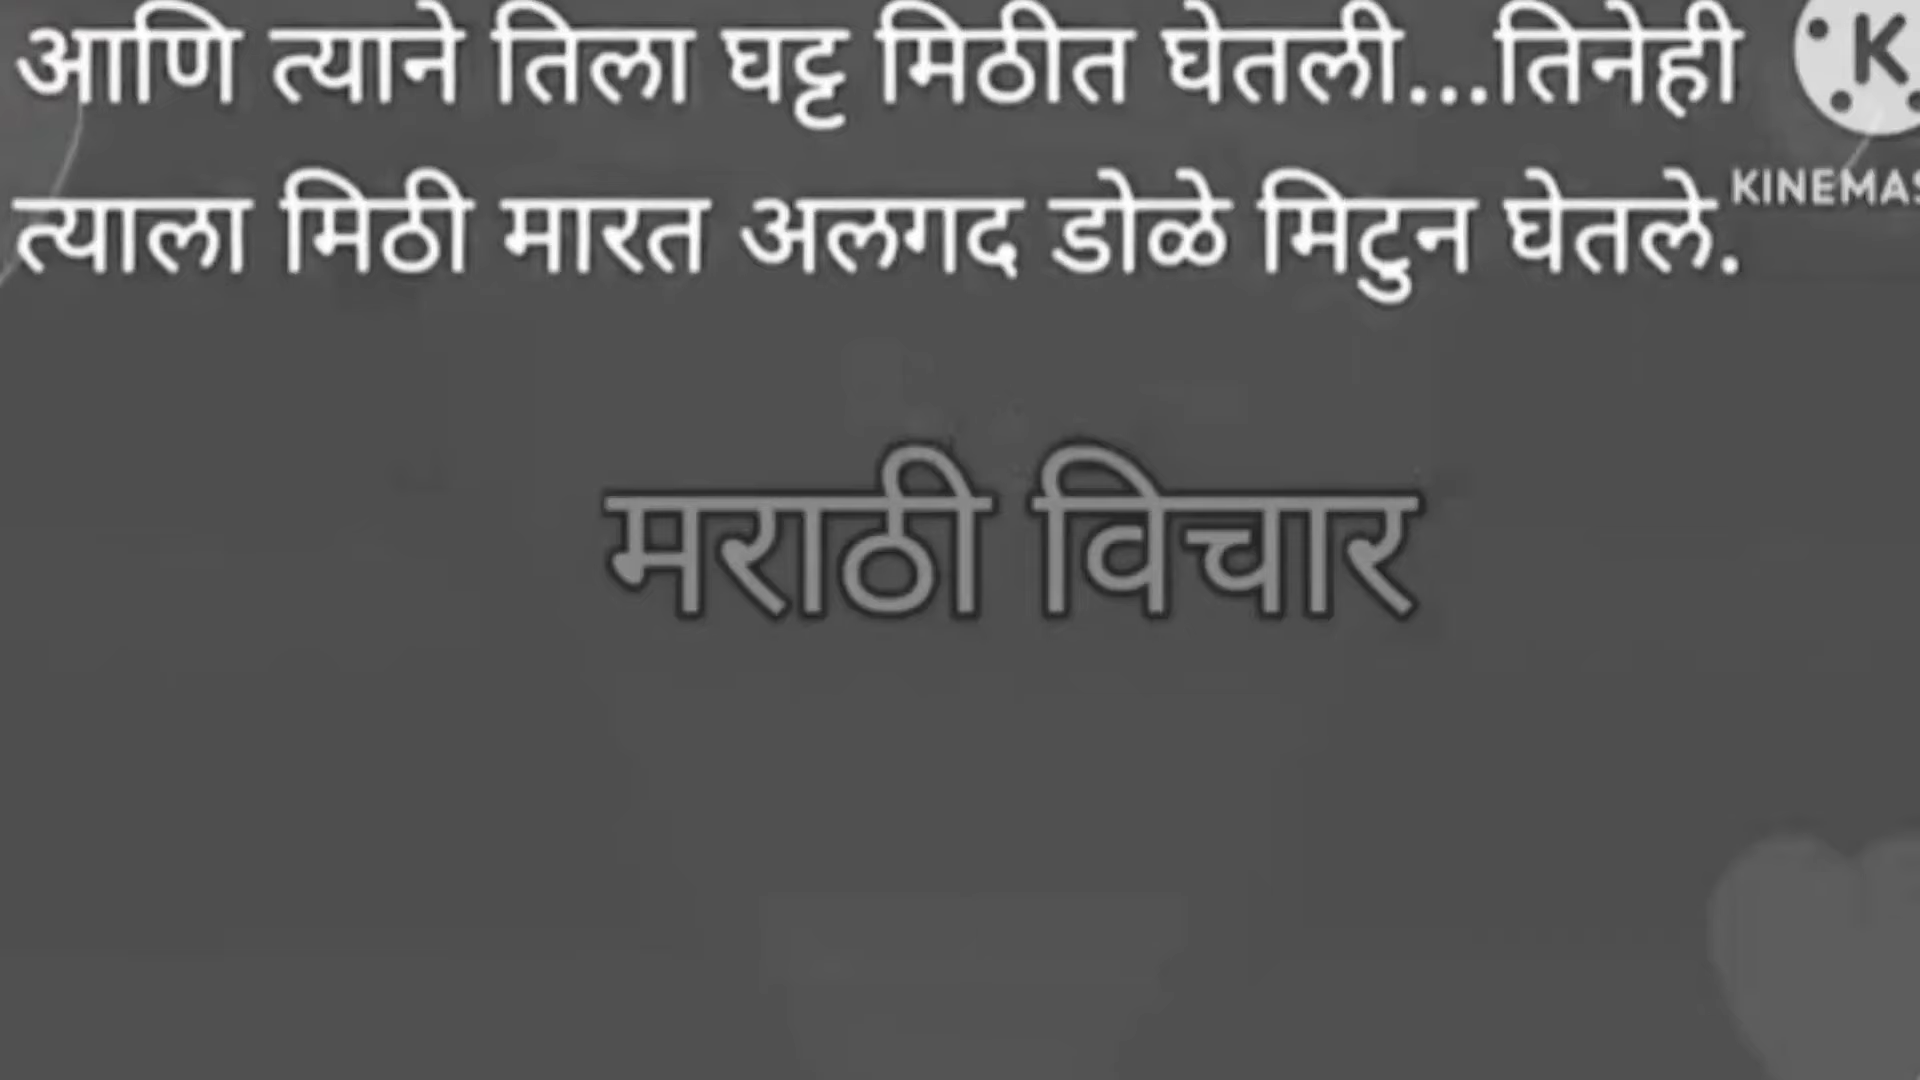 आणि त्याने तिला घट्ट मिठीत घेतली...तिनेही
त्याला मिठी मारत अलगद डोळे मिटुन घेतले.
K
KINEMAS
मराठी विचार